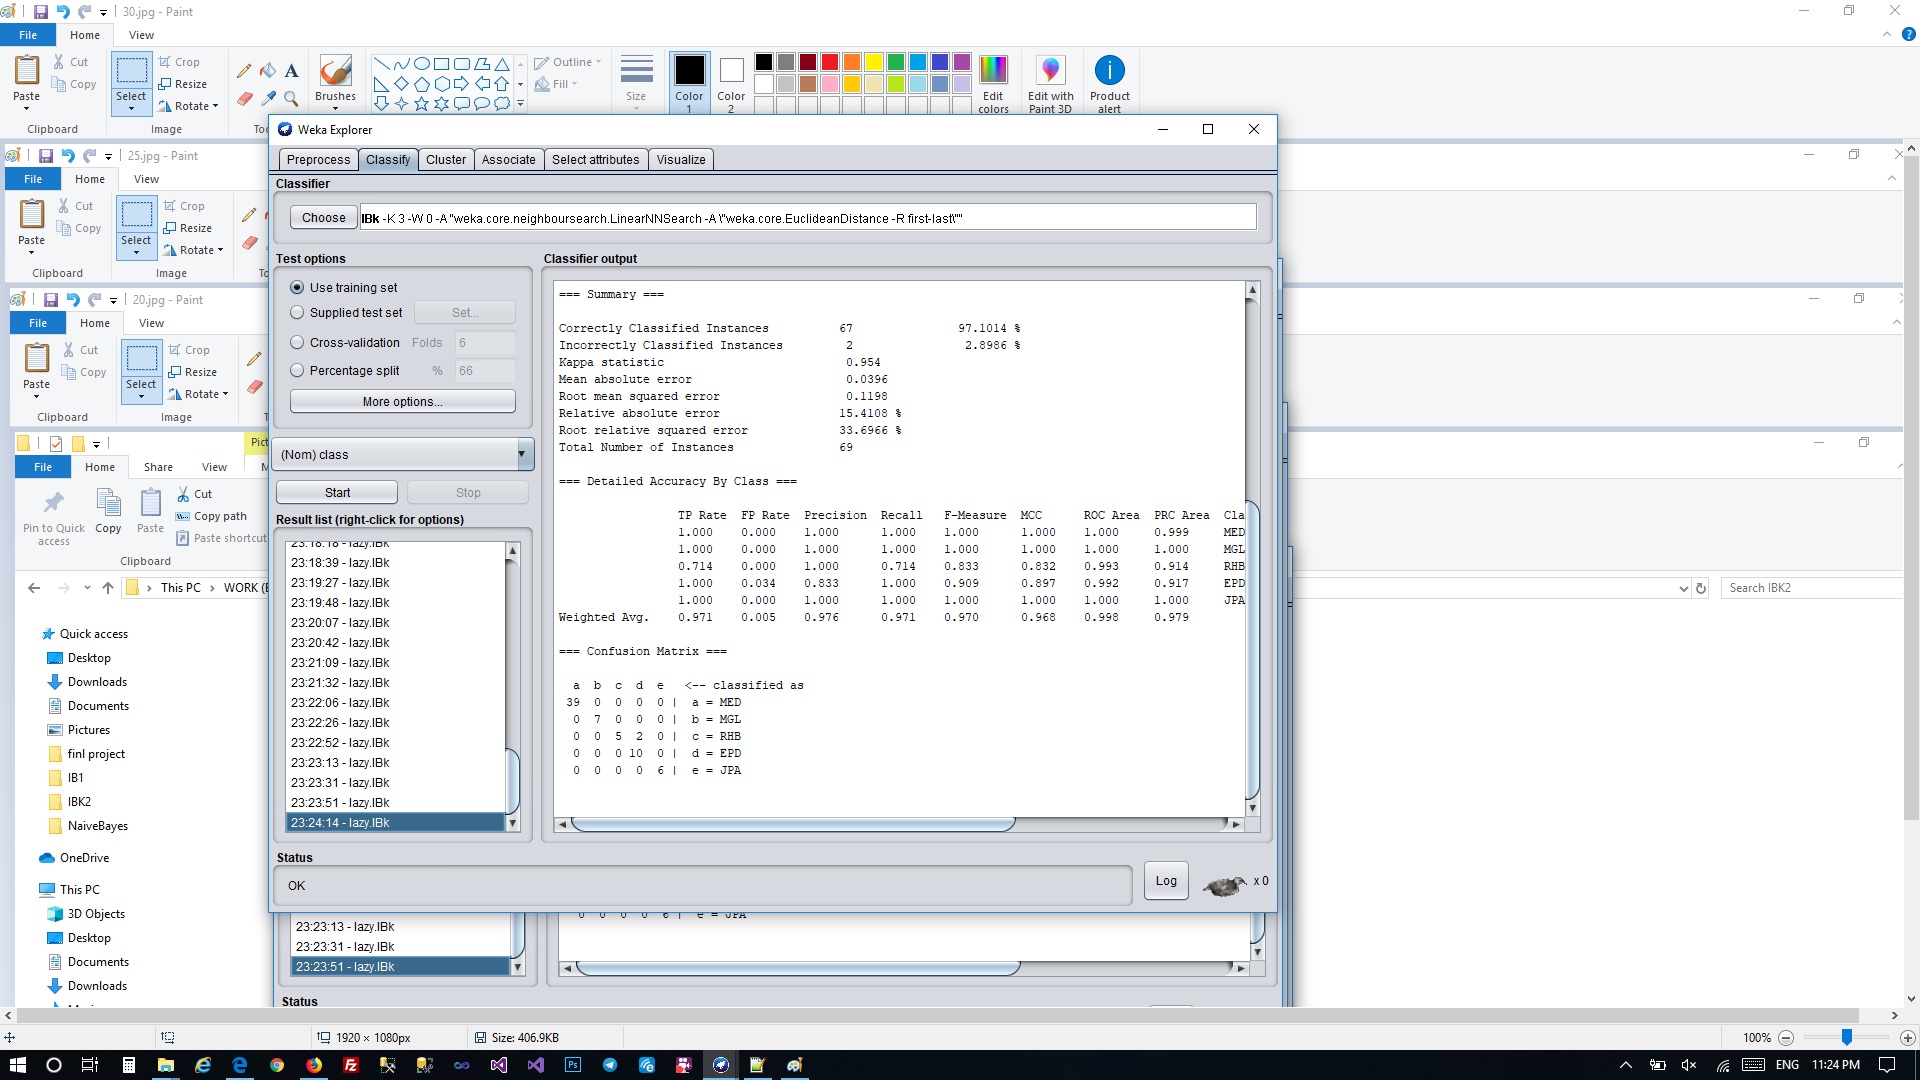 30.jpg - Paint
File Home View
Paste Cut Copy Select Crop Resize Rotate Brushes Outline Fill Size Color 1 Color 2 Edit colors Edit with Paint 3D Product alert
Clipboard Image
25.jpg - Paint
File Home View
Paste Cut Copy Select Crop Resize Rotate
Clipboard Image
20.jpg - Paint
File Home View
Paste Cut Copy Select Crop Resize Rotate
Clipboard Image
File Home Share View
Pin to Quick access Copy Paste Cut Copy path Paste shortcut
Clipboard
This PC > WORK
Search IBK2
Quick access
Desktop
Downloads
Documents
Pictures
finl project
IB1
IBK2
NaiveBayes
OneDrive
This PC
3D Objects
Desktop
Documents
Downloads
Weka Explorer
Preprocess Classify Cluster Associate Select attributes Visualize
Classifier
Choose IBk -K 3 -W 0 -A "weka.core.neighboursearch.LinearNNSearch -A \"weka.core.EuclideanDistance -R first-last\""
Test options
Use training set
Supplied test set Set...
Cross-validation Folds 6
Percentage split % 66
More options...
(Nom) class
Start Stop
Result list (right-click for options)
23:18:18 - lazy.IBk
23:18:39 - lazy.IBk
23:19:27 - lazy.IBk
23:19:48 - lazy.IBk
23:20:07 - lazy.IBk
23:20:42 - lazy.IBk
23:21:09 - lazy.IBk
23:21:32 - lazy.IBk
23:22:06 - lazy.IBk
23:22:26 - lazy.IBk
23:22:52 - lazy.IBk
23:23:13 - lazy.IBk
23:23:31 - lazy.IBk
23:23:51 - lazy.IBk
23:24:14 - lazy.IBk
Classifier output
=== Summary ===
Correctly Classified Instances 67 97.1014 %
Incorrectly Classified Instances 2 2.8986 %
Kappa statistic 0.954
Mean absolute error 0.0396
Root mean squared error 0.1198
Relative absolute error 15.4108 %
Root relative squared error 33.6966 %
Total Number of Instances 69
=== Detailed Accuracy By Class ===
TP Rate FP Rate Precision Recall F-Measure MCC ROC Area PRC Area Cla
1.000 0.000 1.000 1.000 1.000 1.000 1.000 0.999 MED
1.000 0.000 1.000 1.000 1.000 1.000 1.000 1.000 MGL
0.714 0.000 1.000 0.714 0.833 0.832 0.993 0.914 RHB
1.000 0.034 0.833 1.000 0.909 0.897 0.992 0.917 EPD
1.000 0.000 1.000 1.000 1.000 1.000 1.000 1.000 JPA
Weighted Avg. 0.971 0.005 0.976 0.971 0.970 0.968 0.998 0.979
=== Confusion Matrix ===
a b c d e <-- classified as
39 0 0 0 0 | a = MED
0 7 0 0 0 | b = MGL
0 0 5 2 0 | c = RHB
0 0 0 10 0 | d = EPD
0 0 0 0 6 | e = JPA
Status
OK
Log x 0
0 0 0 0 6 | e = JPA
23:23:13 - lazy.IBk
23:23:31 - lazy.IBk
23:23:51 - lazy.IBk
Status
1920 × 1080px Size: 406.9KB 100%
ENG 11:24 PM